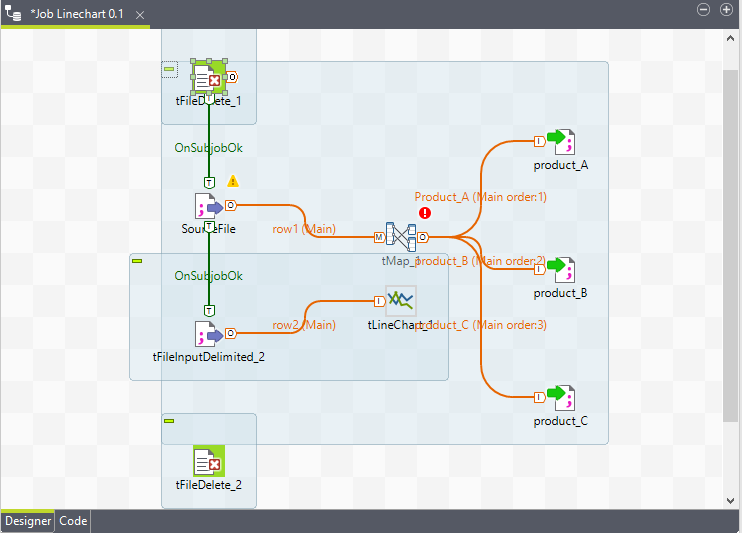 *Job Linechart 0.1
O
tFileDelete_1
T
OnSubjobOk
T
O
SourceFile
T
row1 (Main)
M
O
tMap_1
Product_A (Main order:1)
I
product_A
product_B (Main order:2)
I
product_B
OnSubjobOk
T
O
tFileInputDelimited_2
row2 (Main)
I
tLineChart_1
product_C (Main order:3)
I
product_C
tFileDelete_2
Designer
Code